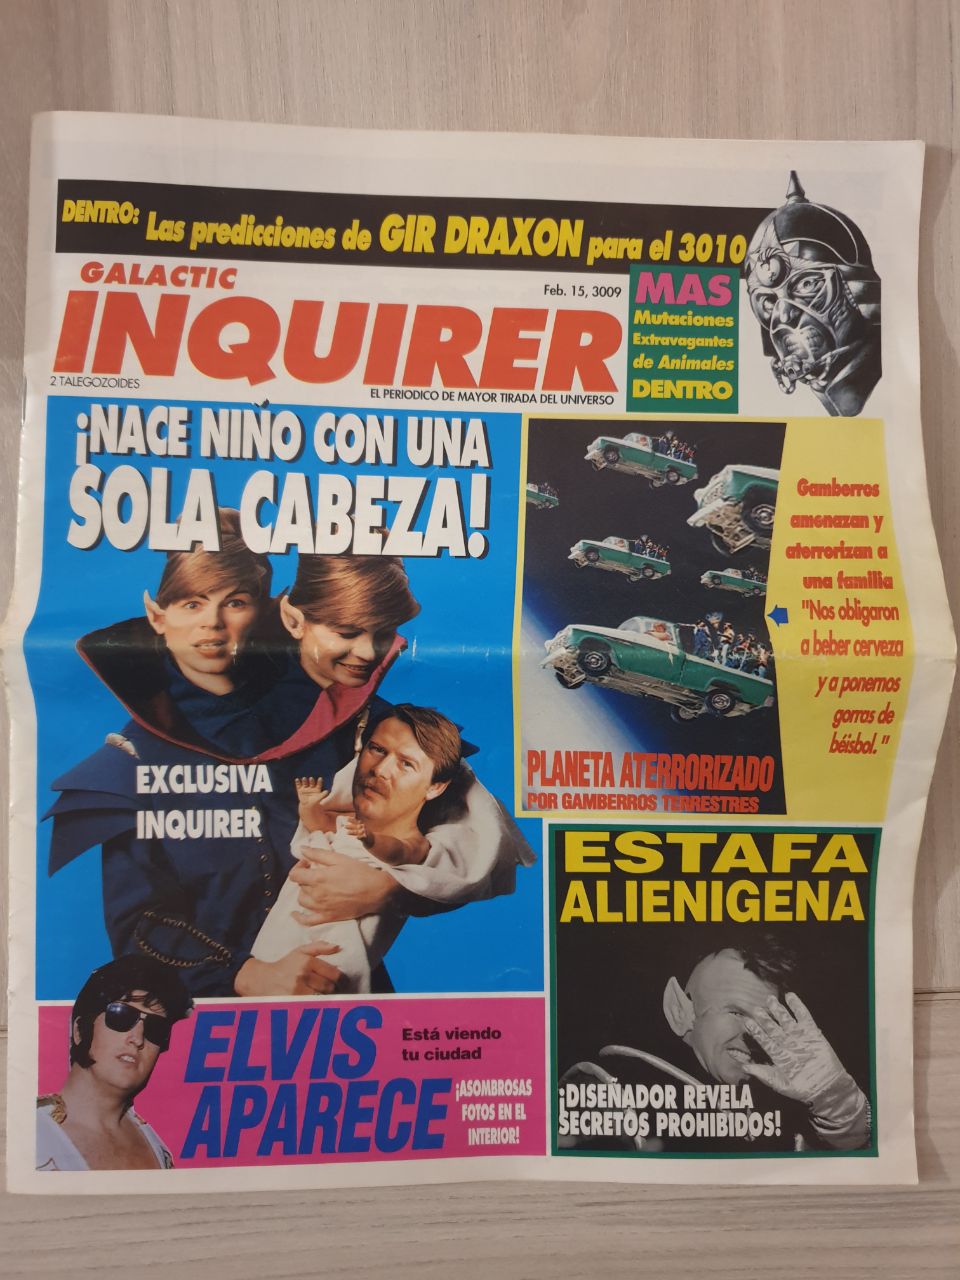 DENTRO: Las predicciones de GIR DRAXON para el 3010
GALACTIC
INQUIRER
Feb. 15, 3009
2 TALEGOZOIDES
EL PERIODICO DE MAYOR TIRADA DEL UNIVERSO
MAS
Mutaciones
Extravagantes
de Animales
DENTRO
¡NACE NIÑO CON UNA
SOLA CABEZA!
EXCLUSIVA
INQUIRER
Gamberros
amenazan y
aterrorizan a
una familia
"Nos obligaron
a beber cerveza
y a ponernos
gorras de
béisbol."
PLANETA ATERRORIZADO
POR GAMBERROS TERRESTRES
ESTAFA
ALIENIGENA
¡DISEÑADOR REVELA
SECRETOS PROHIBIDOS!
ELVIS
APARECE
Está viendo
tu ciudad
¡ASOMBROSAS
FOTOS EN EL
INTERIOR!